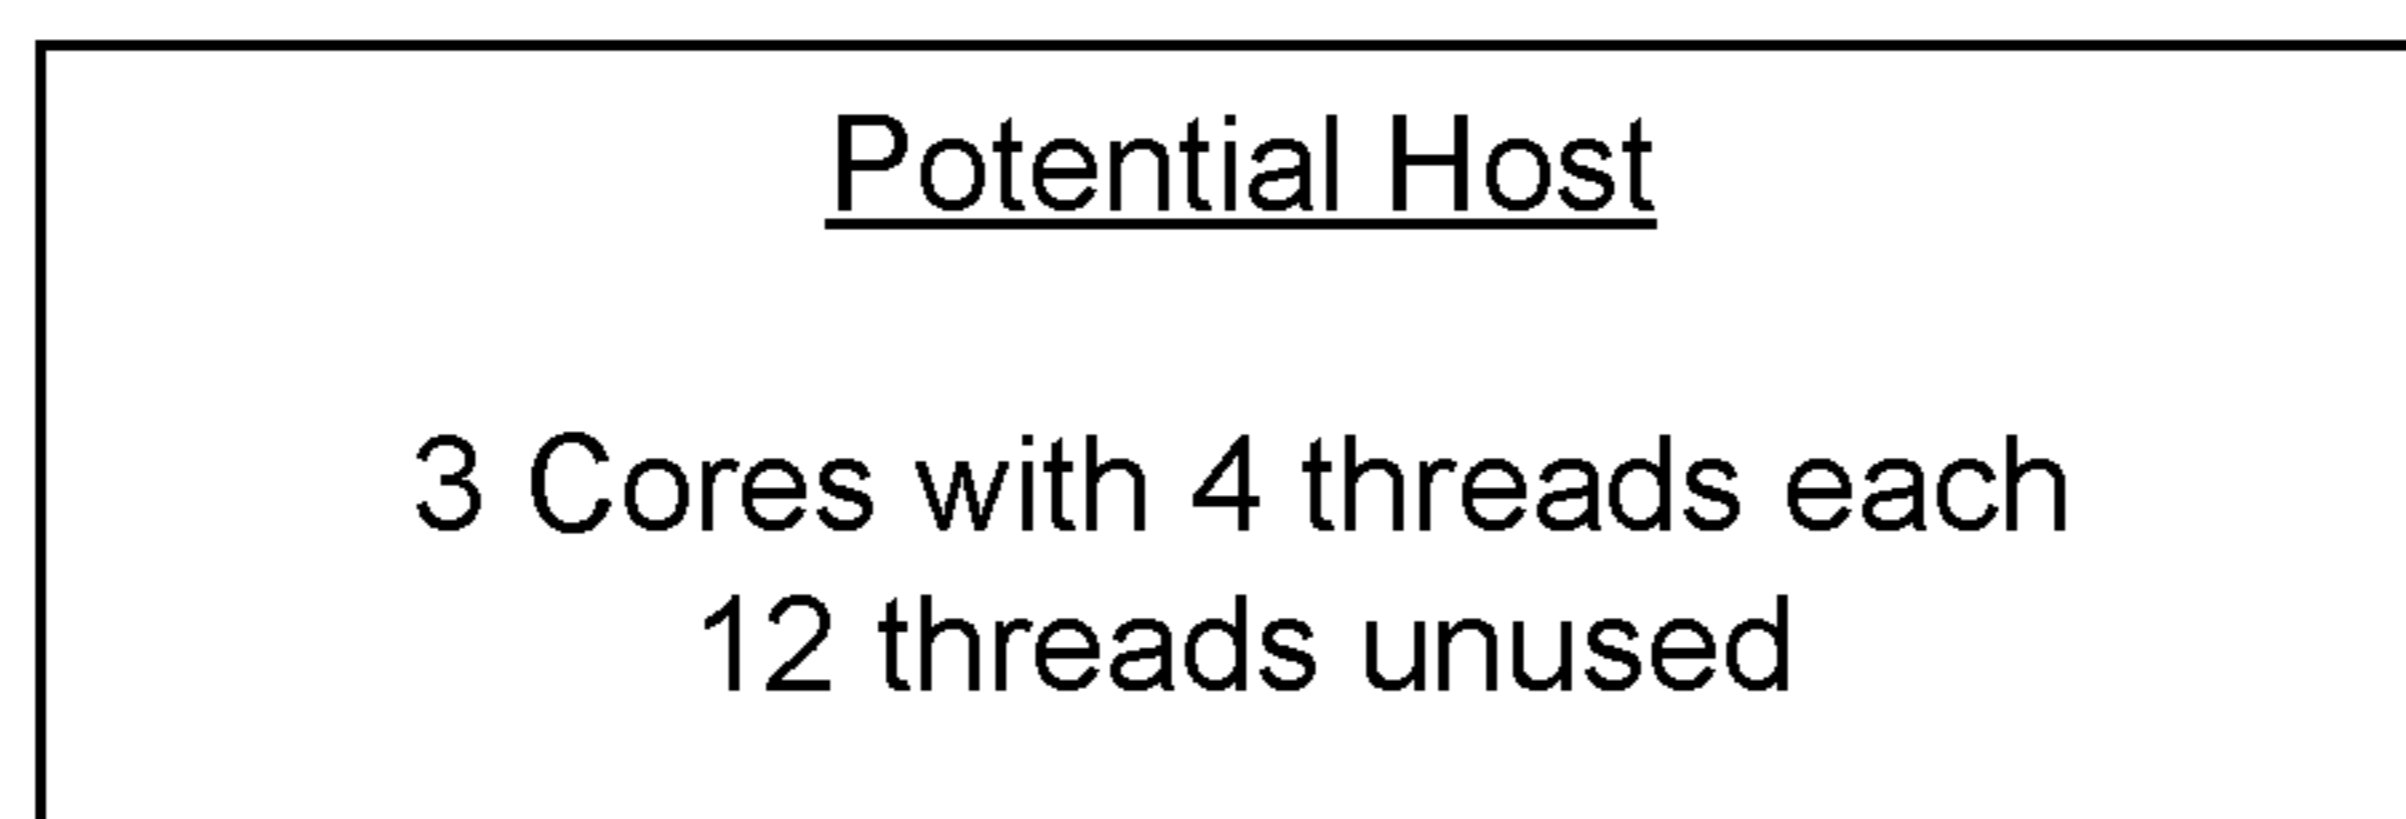 Potential Host
3 Cores with 4 threads each
12 threads unused